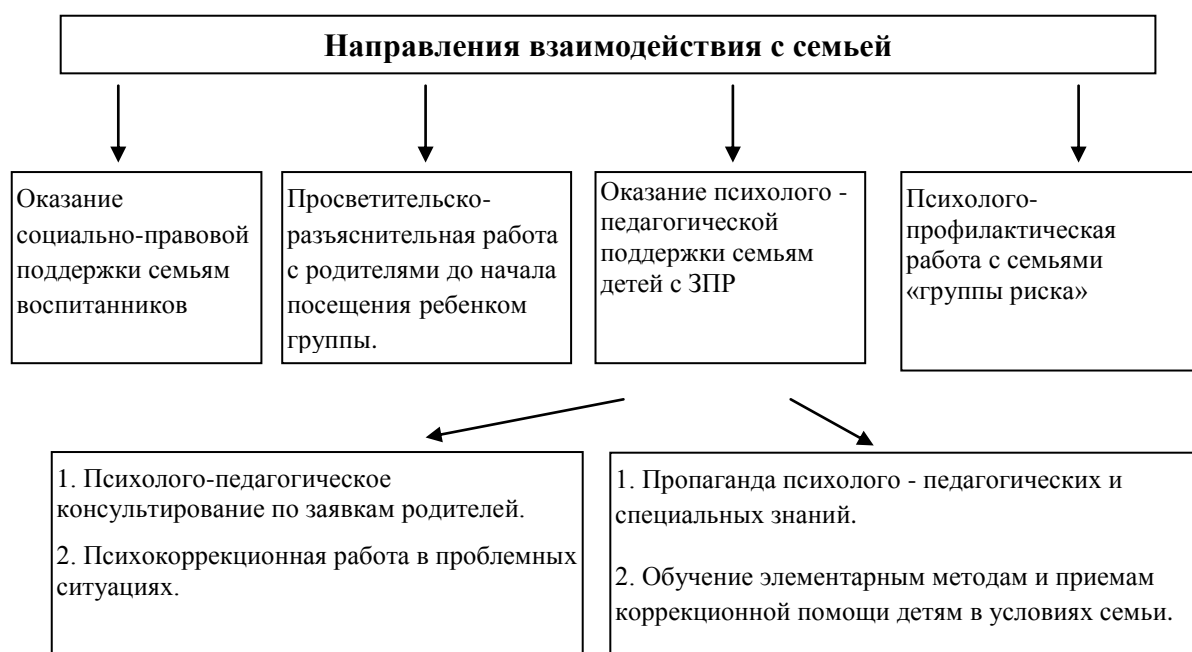 Направления взаимодействия с семьей
Оказание
социально-правовой
поддержки семьям
воспитанников
Просветительско-
разъяснительная работа
с родителями до начала
посещения ребенком
группы.
Оказание психолого -
педагогической
поддержки семьям
детей с ЗПР
Психолого-
профилактическая
работа с семьями
«группы риска»
1. Психолого-педагогическое
консультирование по заявкам родителей.
2. Психокоррекционная работа в проблемных
ситуациях.
1. Пропаганда психолого - педагогических и
специальных знаний.
2. Обучение элементарным методам и приемам
коррекционной помощи детям в условиях семьи.